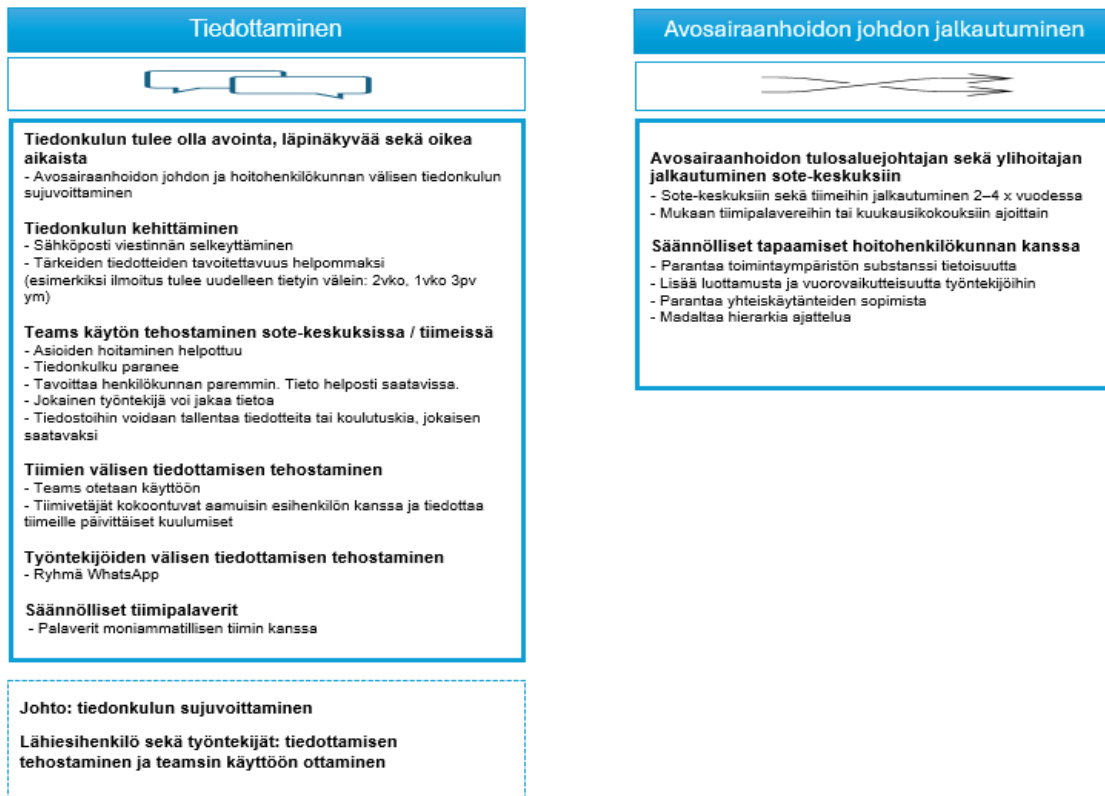 Tiedottaminen
Tiedonkulun tulee olla avointa, läpinäkyvää sekä oikea
aikaista
- Avosairaanhoidon johdon ja hoitohenkilökunnan välisen tiedonkulun
sujuvoittaminen
Tiedonkulun kehittäminen
- Sähköposti viestinnän selkeyttäminen
- Tärkeiden tiedotteiden tavoitettavuus helpommaksi
(esimerkiksi ilmoitus tulee uudelleen tietyin välein: 2vko, 1vko 3pv
ym)
Teams käytön tehostaminen sote-keskuksissa / tiimeissä
- Asioiden hoitaminen helpottuu
- Tiedonkulku paranee
- Tavoittaa henkilökunnan paremmin. Tieto helposti saatavissa.
- Jokainen työntekijä voi jakaa tietoa
- Tiedostoihin voidaan tallentaa tiedotteita tai koulutuskia, jokaisen
saatavaksi
Tiimien välisen tiedottamisen tehostaminen
- Teams otetaan käyttöön
- Tiimivetäjät kokoontuvat aamuisin esihenkilön kanssa ja tiedottaa
tiimeille päivittäiset kuulumiset
Työntekijöiden välisen tiedottamisen tehostaminen
- Ryhmä WhatsApp
Säännölliset tiimipalaverit
- Palaverit moniammatillisen tiimin kanssa
Johto: tiedonkulun sujuvoittaminen
Lähiesihenkilö sekä työntekijät: tiedottamisen
tehostaminen ja teamsin käyttöön ottaminen
Avosairaanhoidon johdon jalkautuminen
Avosairaanhoidon tulosaluejohtajan sekä ylihoitajan
jalkautuminen sote-keskuksiin
- Sote-keskuksiin sekä tiimeihin jalkautuminen 2–4 x vuodessa
- Mukaan tiimipalavereihin tai kuukausikokouksiin ajoittain
Säännölliset tapaamiset hoitohenkilökunnan kanssa
- Parantaa toimintaympäristön substanssi tietoisuutta
- Lisää luottamusta ja vuorovaikutteisuutta työntekijöihin
- Parantaa yhteiskäytänteiden sopimista
- Madaltaa hierarkia ajattelua